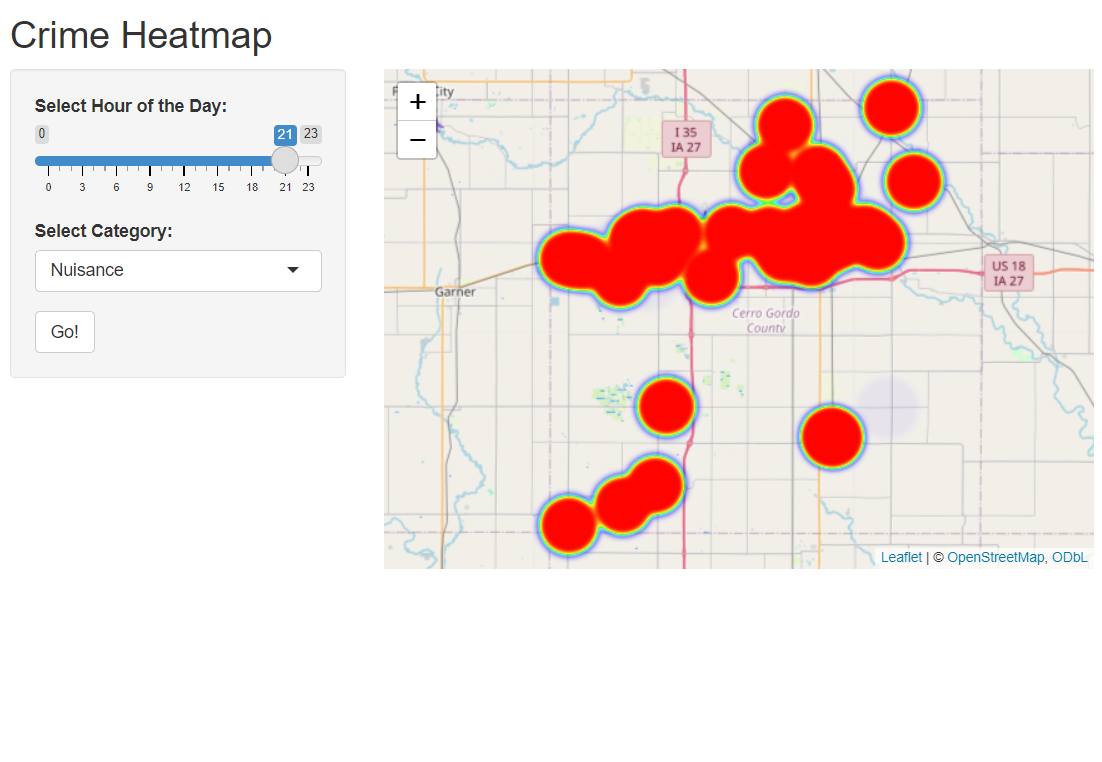 Crime Heatmap
Select Hour of the Day:
0 21 23
0 3 6 9 12 15 18 21 23
Select Category:
Nuisance
Go!
+
−
City
I 35
IA 27
US 18
IA 27
Garner
Cerro Gordo
County
Leaflet | © OpenStreetMap, ODbL